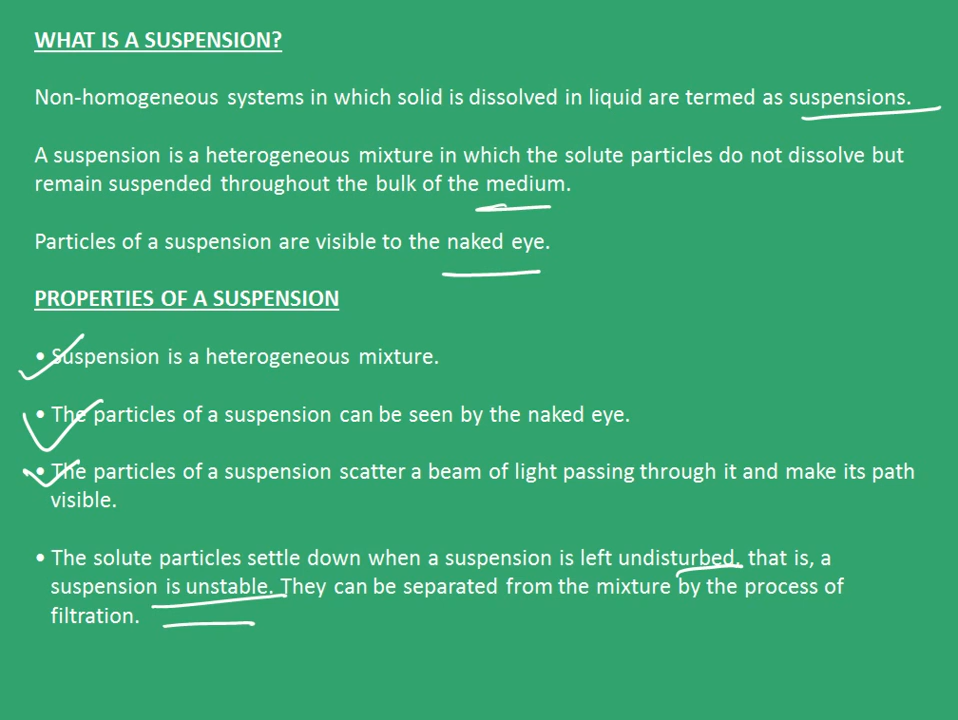 WHAT IS A SUSPENSION?
Non-homogeneous systems in which solid is dissolved in liquid are termed as suspensions.
A suspension is a heterogeneous mixture in which the solute particles do not dissolve but
remain suspended throughout the bulk of the medium.
Particles of a suspension are visible to the naked eye.
PROPERTIES OF A SUSPENSION
• Suspension is a heterogeneous mixture.
• The particles of a suspension can be seen by the naked eye.
• The particles of a suspension scatter a beam of light passing through it and make its path
visible.
• The solute particles settle down when a suspension is left undisturbed, that is, a
suspension is unstable. They can be separated from the mixture by the process of
filtration.